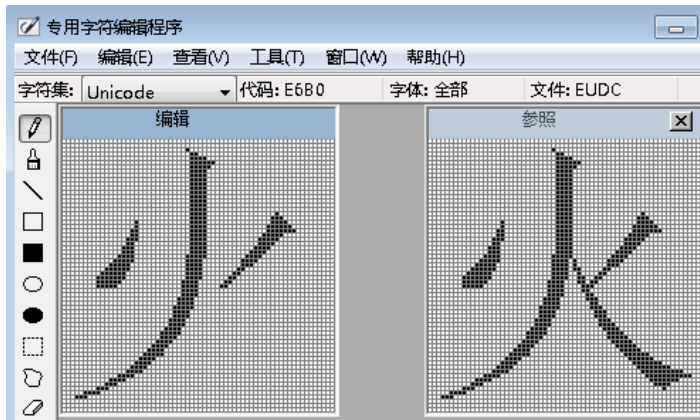 专用字符编辑程序
文件(F) 编辑(E) 查看(V) 工具(T) 窗口(W) 帮助(H)
字符集: Unicode 代码: E6B0 字体: 全部 文件: EUDC
编辑 参照
火